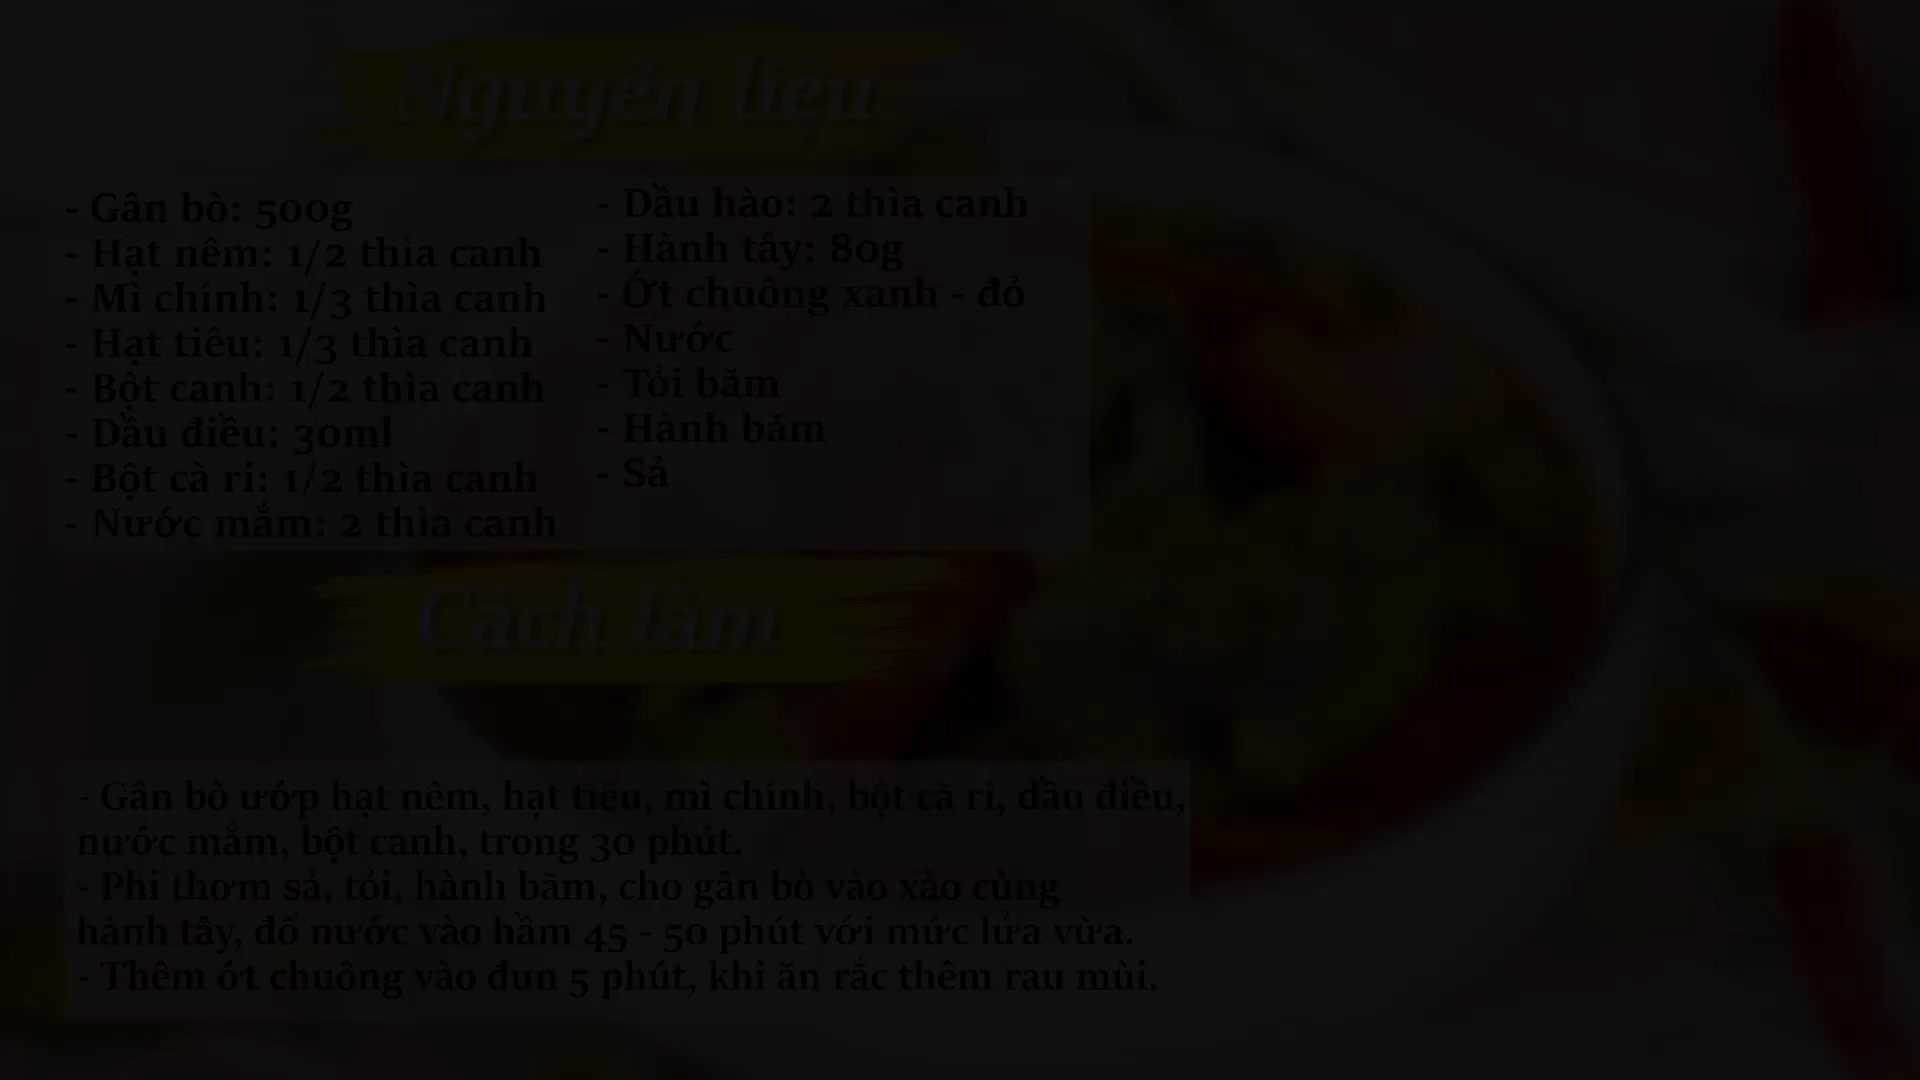 Nguyên liệu
- Gân bò: 500g
- Hạt nêm: 1/2 thìa canh
- Mì chính: 1/3 thìa canh
- Hạt tiêu: 1/3 thìa canh
- Bột canh: 1/2 thìa canh
- Dầu điều: 30ml
- Bột cà ri: 1/2 thìa canh
- Nước mắm: 2 thìa canh
- Dầu hào: 2 thìa canh
- Hành tây: 80g
- Ớt chuông xanh - đỏ
- Nước
- Tỏi băm
- Hành băm
- Sả
Cách làm
- Gân bò ướp hạt nêm, hạt tiêu, mì chính, bột cà ri, dầu điều,
nước mắm, bột canh, trong 30 phút.
- Phi thơm sả, tỏi, hành băm, cho gân bò vào xào cùng
hành tây, đổ nước vào hầm 45 - 50 phút với mức lửa vừa.
- Thêm ớt chuông vào đun 5 phút, khi ăn rắc thêm rau mùi.